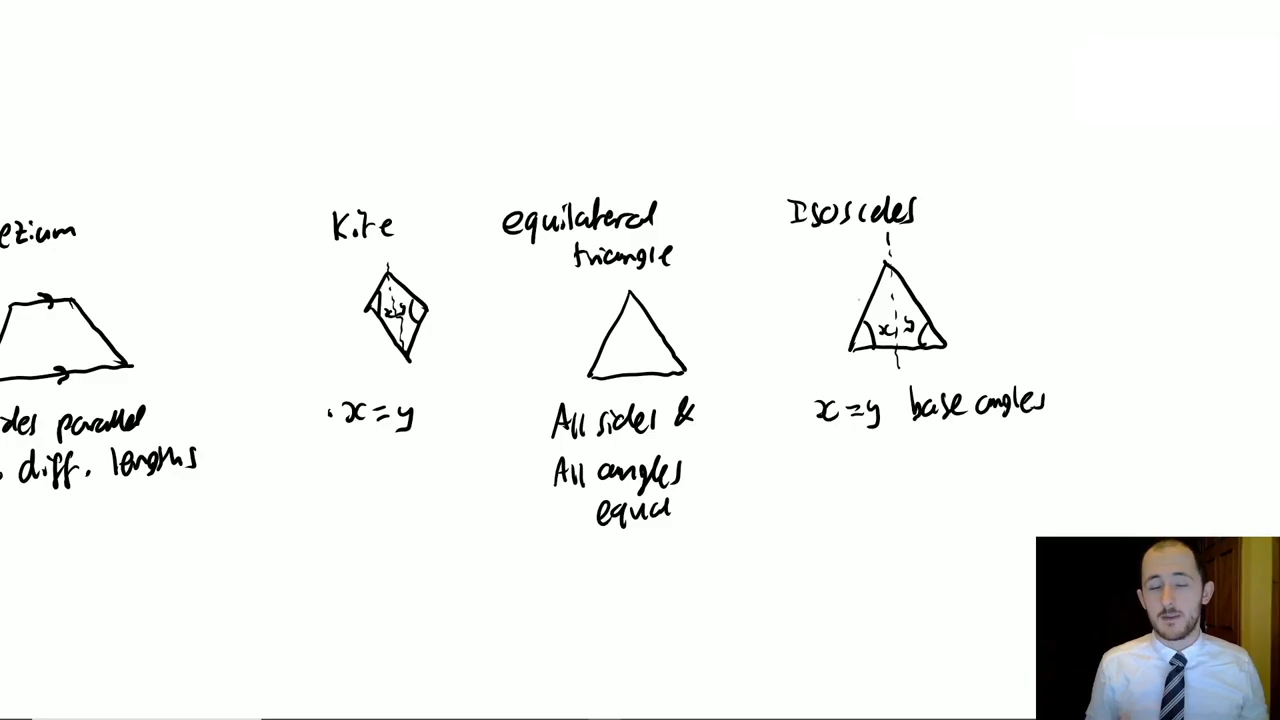 ezium
des parallel
diff. lengths
Kite
x y
. x = y
equilateral
triangle
All sides &
All angles
equal
Isosceles
x y
x = y base angles